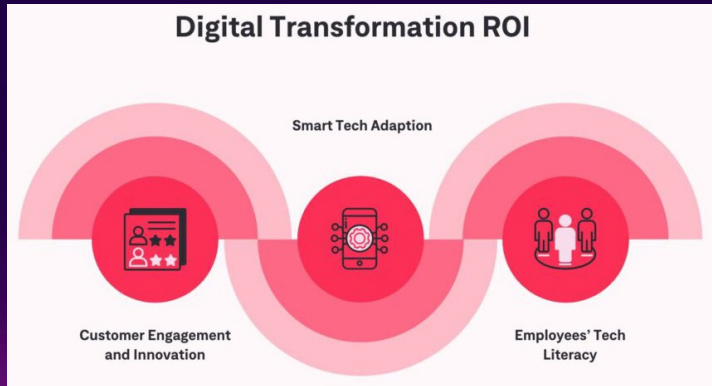 Digital Transformation ROI
Smart Tech Adaption
Customer Engagement
and Innovation
Employees' Tech
Literacy